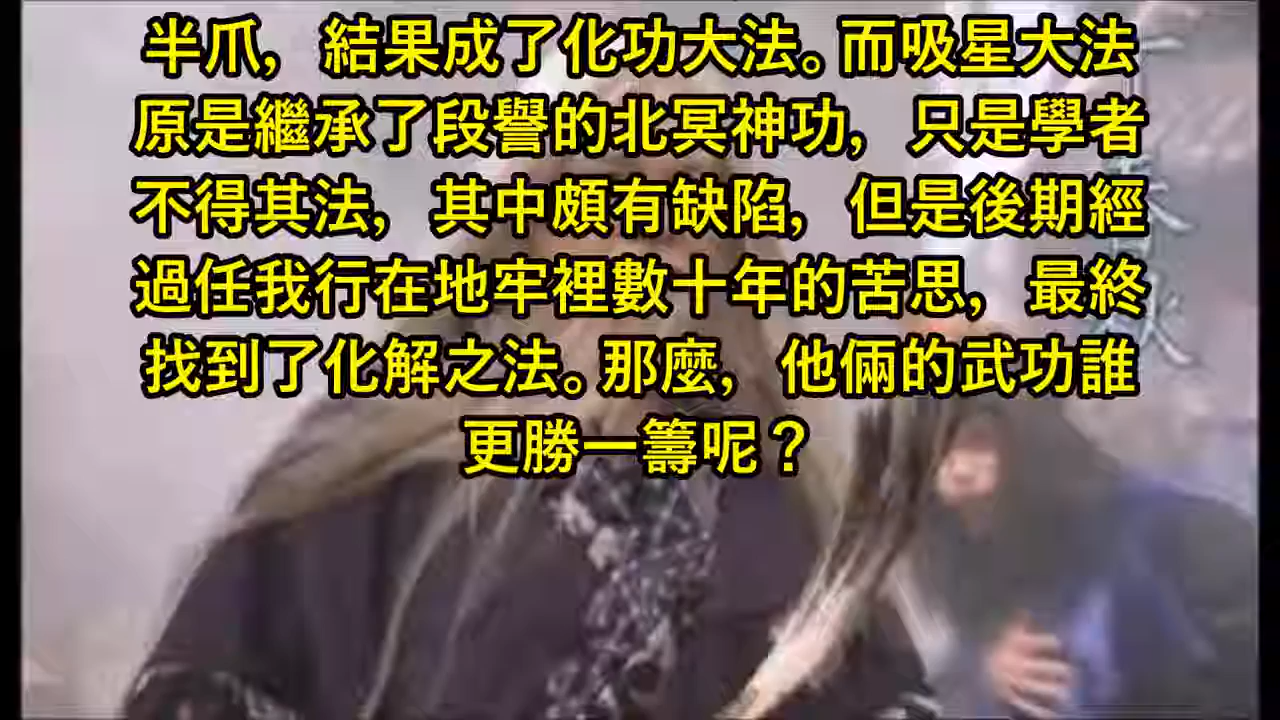 半爪，結果成了化功大法。而吸星大法
原是繼承了段譽的北冥神功，只是學者
不得其法，其中頗有缺陷，但是後期經
過任我行在地牢裡數十年的苦思，最終
找到了化解之法。那麼，他倆的武功誰
更勝一籌呢？